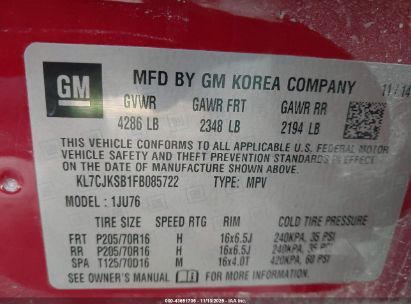 GM
MFD BY GM KOREA COMPANY
11/14
GVWR GAWR FRT GAWR RR
4286 LB 2348 LB 2194 LB
THIS VEHICLE CONFORMS TO ALL APPLICABLE U.S. FEDERAL MOTOR
VEHICLE SAFETY AND THEFT PREVENTION STANDARDS IN EFFECT
ON THE DATE OF MANUFACTURE SHOWN ABOVE.
KL7CJKSB1FB085722 TYPE: MPV
MODEL: 1JU76
TIRE SIZE SPEED RTG RIM COLD TIRE PRESSURE
FRT P205/70R16 H 16x6.5J 240KPA, 35 PSI
RR P205/70R16 H 16x6.5J 240KPA, 35 PSI
SPA T125/70D16 M 16x4.0T 420KPA, 60 PSI
SEE OWNER'S MANUAL FOR ADDITIONAL INFORMATION.